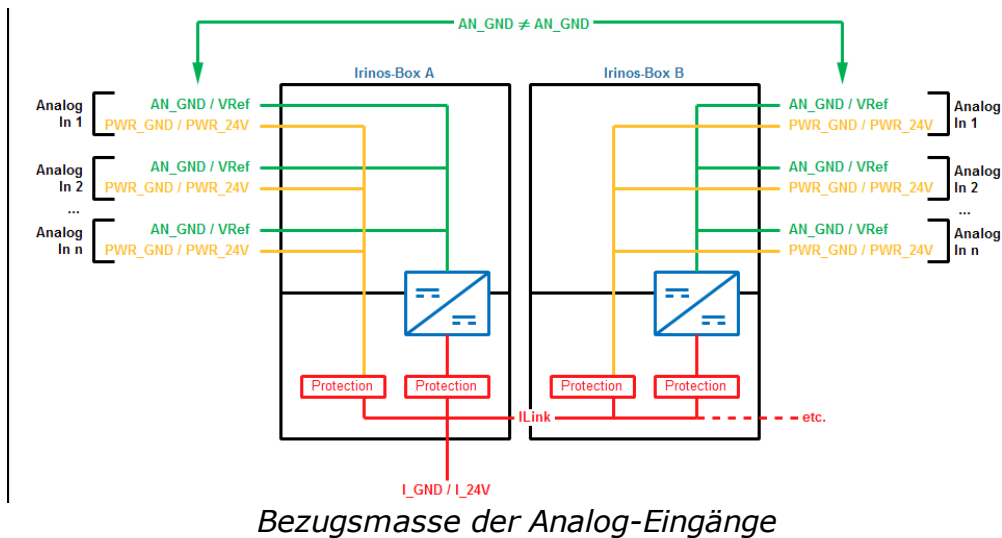 AN_GND ≠ AN_GND
Irinos-Box A
Irinos-Box B
Analog
In 1
AN_GND / VRef
PWR_GND / PWR_24V
Analog
In 2
AN_GND / VRef
PWR_GND / PWR_24V
...
Analog
In n
AN_GND / VRef
PWR_GND / PWR_24V
AN_GND / VRef
PWR_GND / PWR_24V
Analog
In 1
AN_GND / VRef
PWR_GND / PWR_24V
Analog
In 2
...
AN_GND / VRef
PWR_GND / PWR_24V
Analog
In n
Protection
Protection
Protection
Protection
ILink
etc.
I_GND / I_24V
Bezugsmasse der Analog-Eingänge